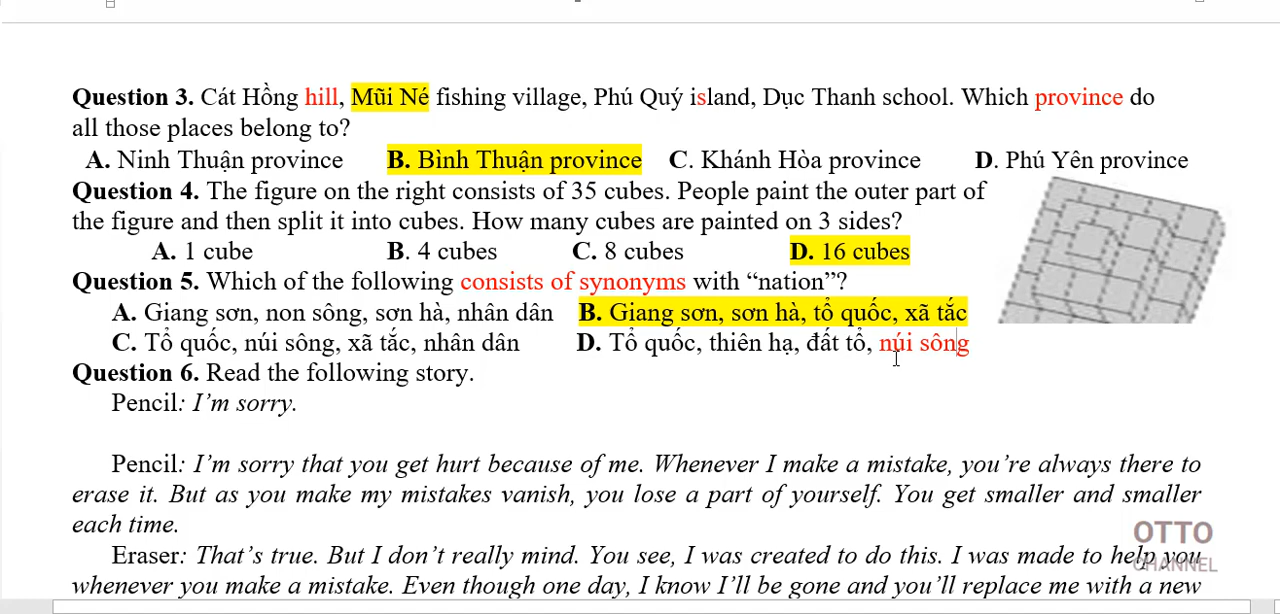 Question 3. Cát Hồng hill, Mũi Né fishing village, Phú Quý island, Dục Thanh school. Which province do
all those places belong to?
A. Ninh Thuận province B. Bình Thuận province C. Khánh Hòa province D. Phú Yên province
Question 4. The figure on the right consists of 35 cubes. People paint the outer part of
the figure and then split it into cubes. How many cubes are painted on 3 sides?
A. 1 cube B. 4 cubes C. 8 cubes D. 16 cubes
Question 5. Which of the following consists of synonyms with “nation”?
A. Giang sơn, non sông, sơn hà, nhân dân B. Giang sơn, sơn hà, tổ quốc, xã tắc
C. Tổ quốc, núi sông, xã tắc, nhân dân D. Tổ quốc, thiên hạ, đất tổ, núi sông
Question 6. Read the following story.
Pencil: I’m sorry.
Pencil: I’m sorry that you get hurt because of me. Whenever I make a mistake, you’re always there to
erase it. But as you make my mistakes vanish, you lose a part of yourself. You get smaller and smaller
each time.
Eraser: That’s true. But I don’t really mind. You see, I was created to do this. I was made to help you
whenever you make a mistake. Even though one day, I know I’ll be gone and you’ll replace me with a new
OTTO
CHANNEL